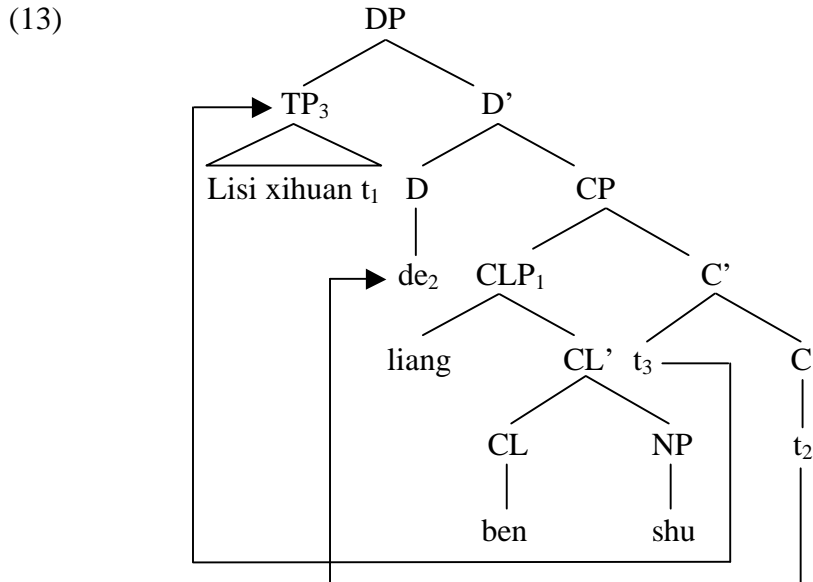 (13) DP
TP₃ D’
Lisi xihuan t₁ D CP
de₂ CLP₁ C’
liang CL’ t₃ C
CL NP t₂
ben shu